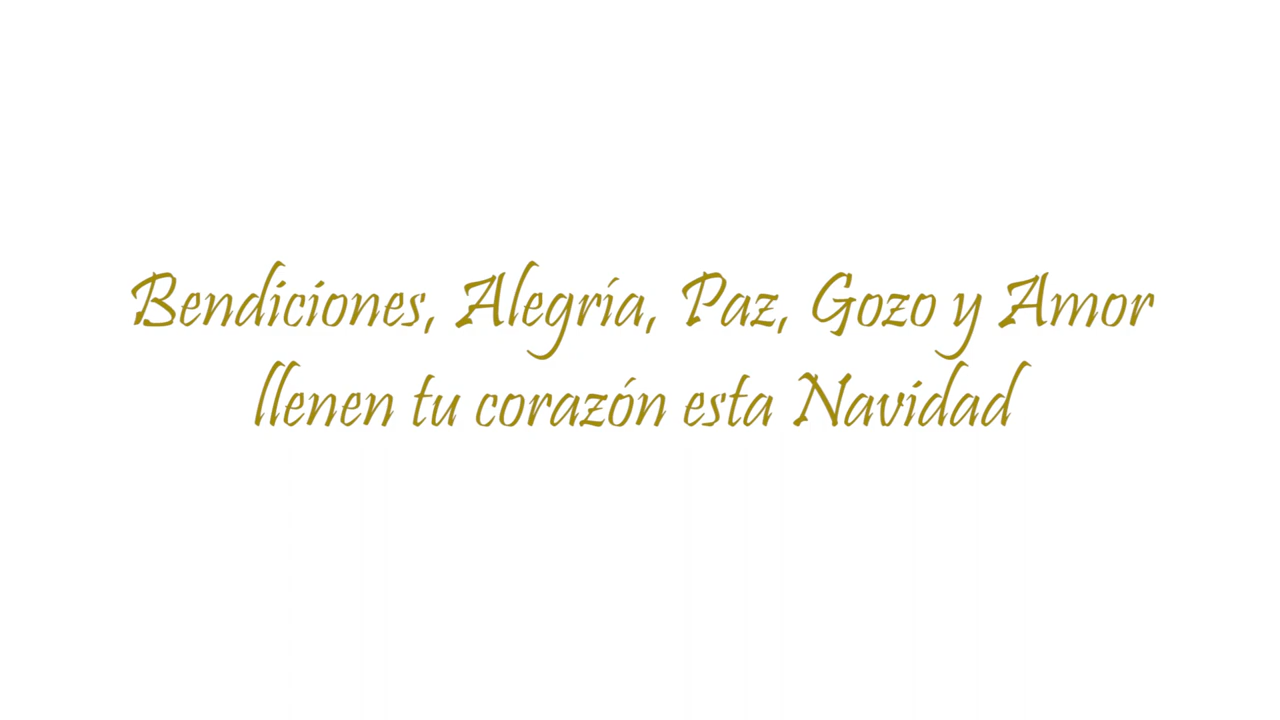 Bendiciones, Alegría, Paz, Gozo y Amor
llenen tu corazón esta Navidad